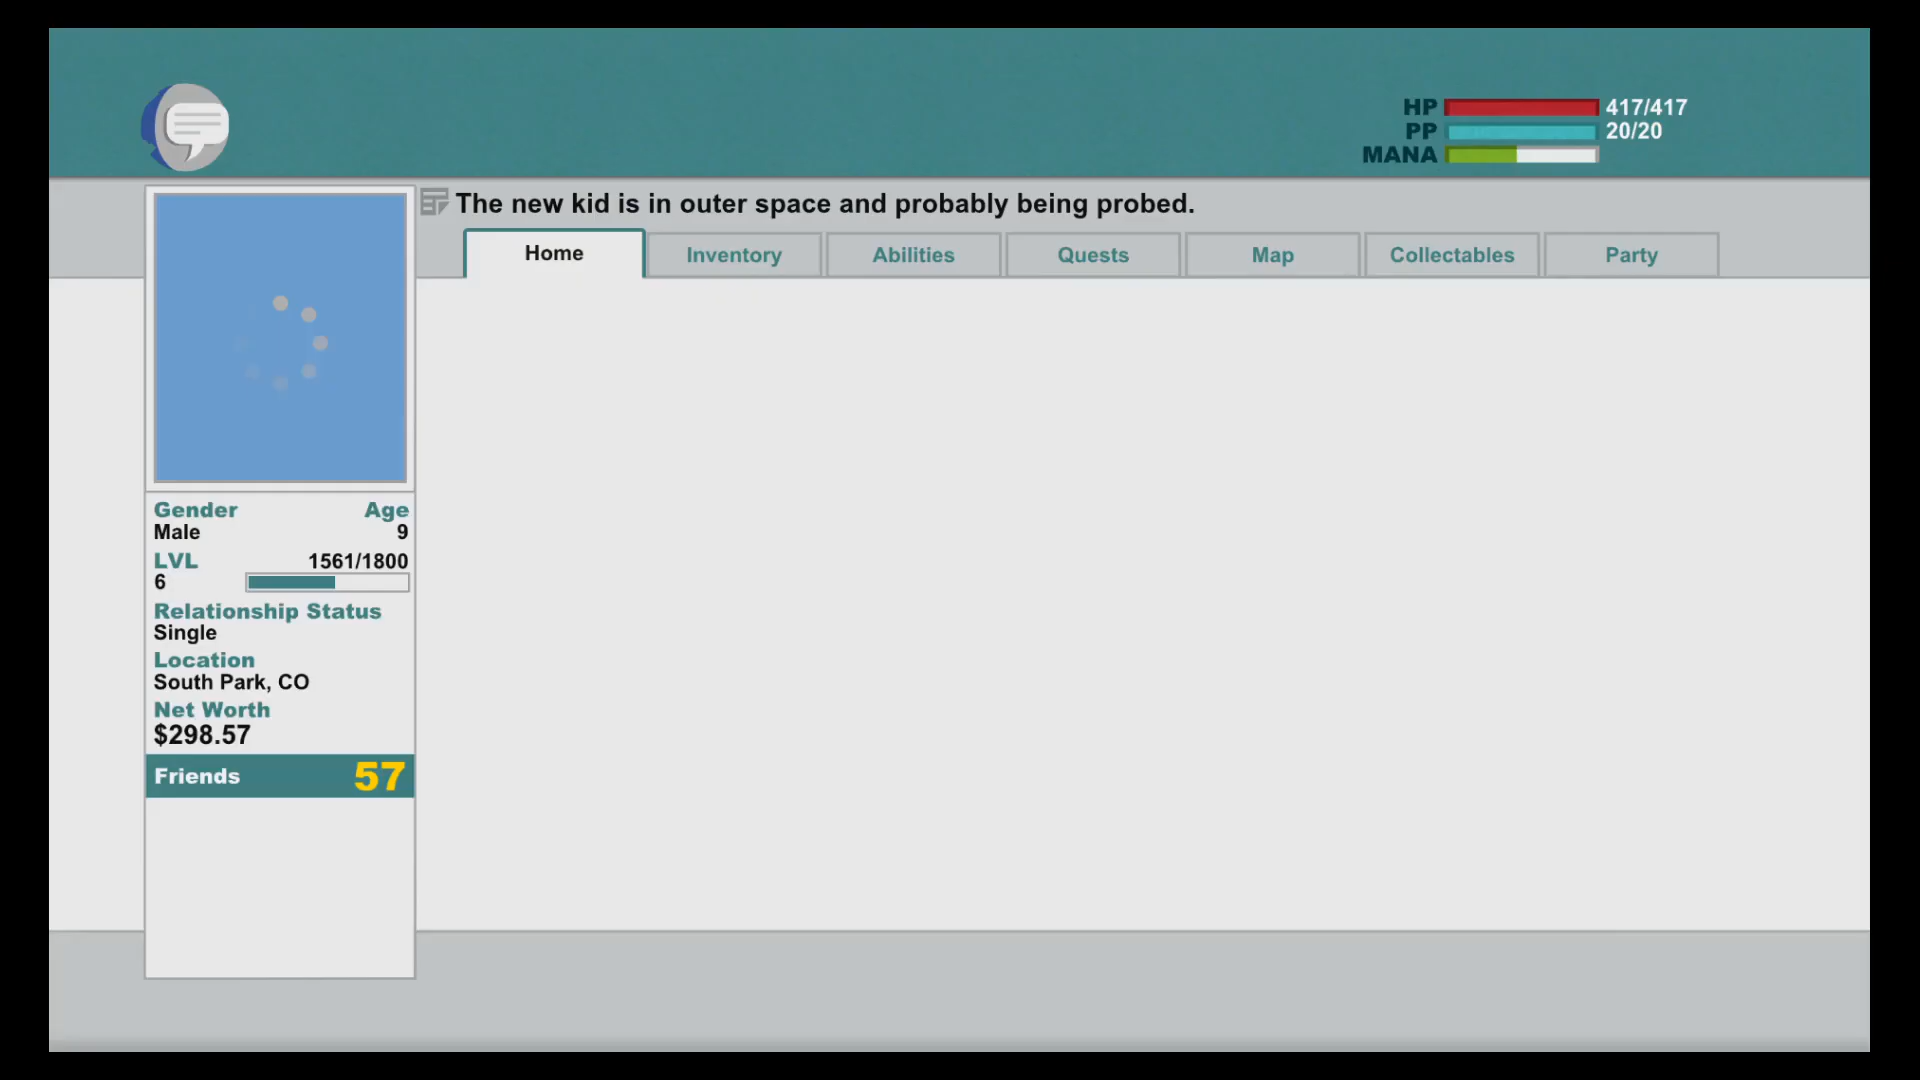 HP 417/417
PP 20/20
MANA
The new kid is in outer space and probably being probed.
Home Inventory Abilities Quests Map Collectables Party
Gender Age
Male 9
LVL 1561/1800
6
Relationship Status
Single
Location
South Park, CO
Net Worth
$298.57
Friends 57